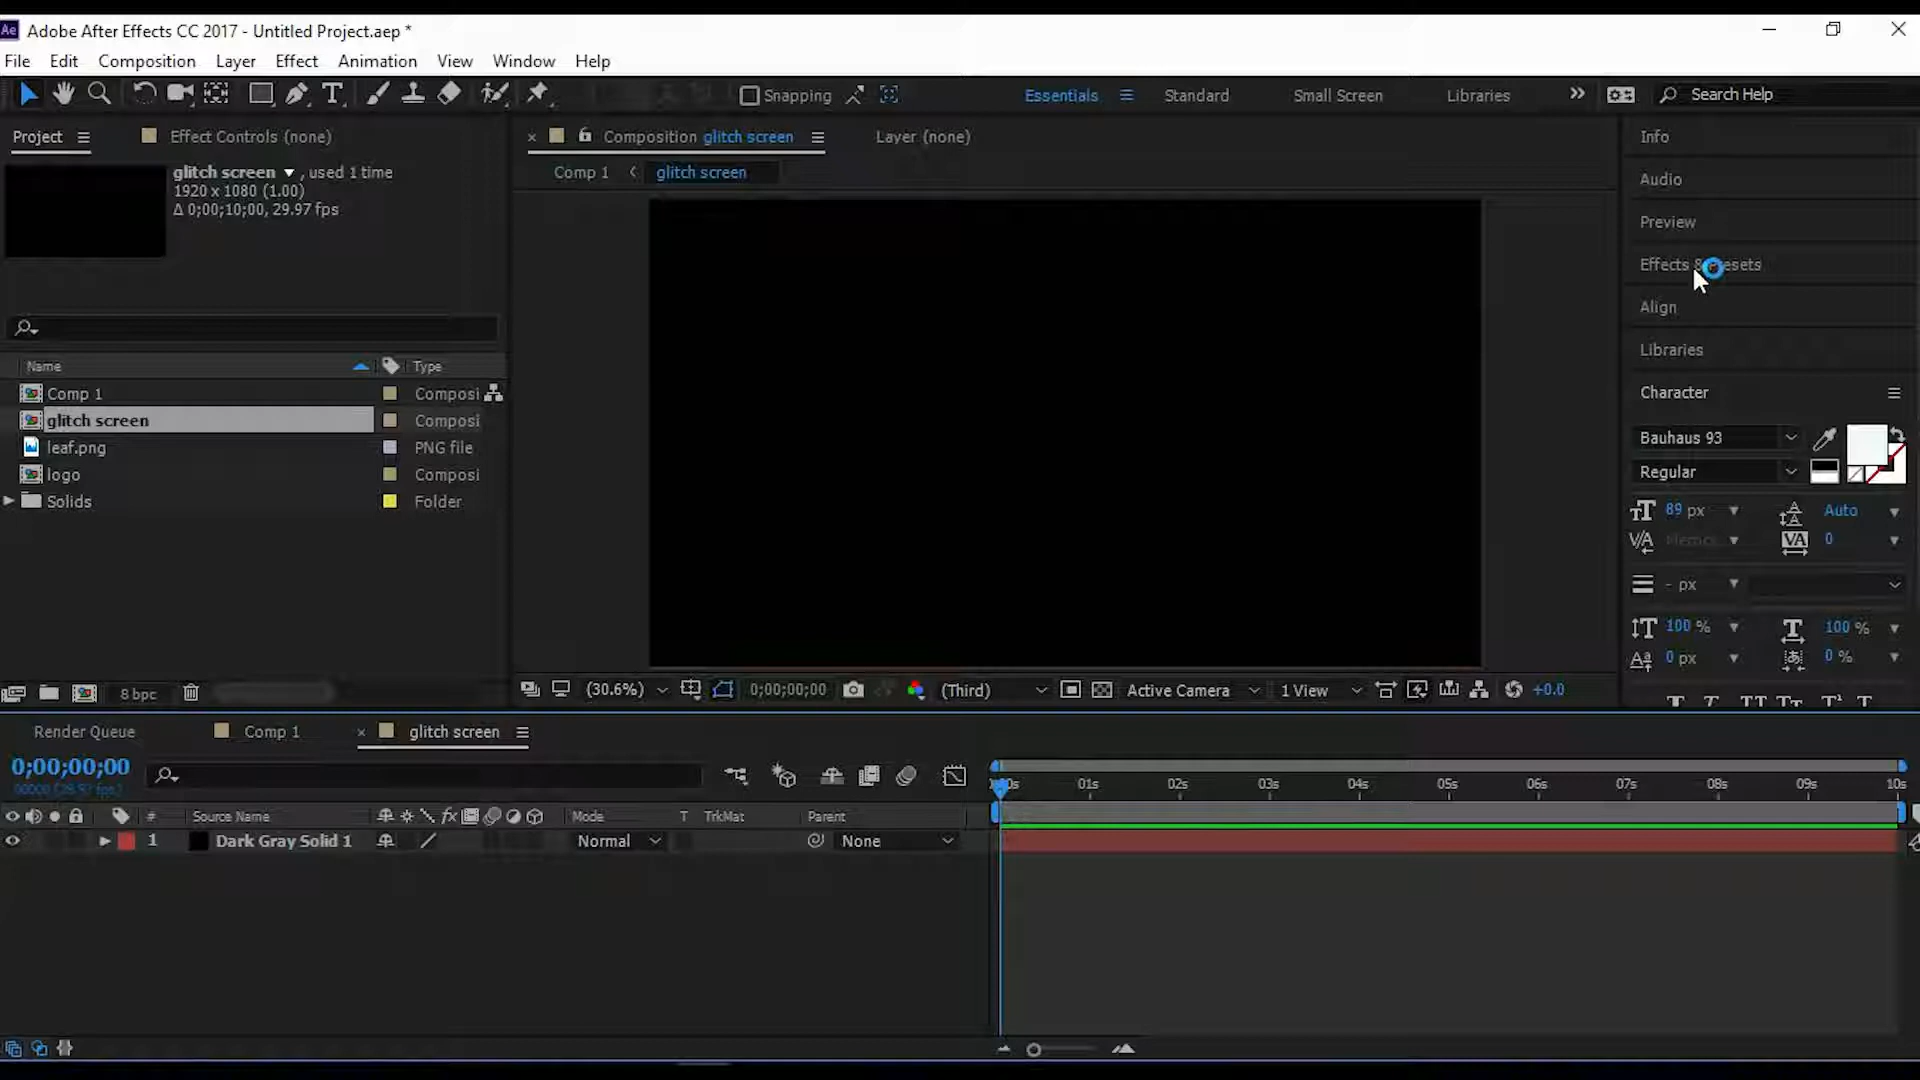 Ae Adobe After Effects CC 2017 - Untitled Project.aep *
File Edit Composition Layer Effect Animation View Window Help
Snapping Essentials Standard Small Screen Libraries Search Help
Project Effect Controls (none) Composition glitch screen Layer (none) Info
glitch screen , used 1 time
1920 x 1080 (1.00)
Δ 0;00;10;00, 29.97 fps
Comp 1 glitch screen
Audio
Preview
Effects & Presets
Align
Libraries
Name Type
Comp 1 Composi
glitch screen Composi
leaf.png PNG file
logo Composi
Solids Folder
Character
Bauhaus 93
Regular
89 px Auto
0
- px
100 % 100 %
0 px 0 %
8 bpc
(30.6%) 0;00;00;00 (Third) Active Camera 1 View +0.0
Render Queue Comp 1 glitch screen
0;00;00;00
00000 (29.97 fps)
01s 02s 03s 04s 05s 06s 07s 08s 09s 10s
# Source Name Mode T TrkMat Parent
1 Dark Gray Solid 1 Normal None